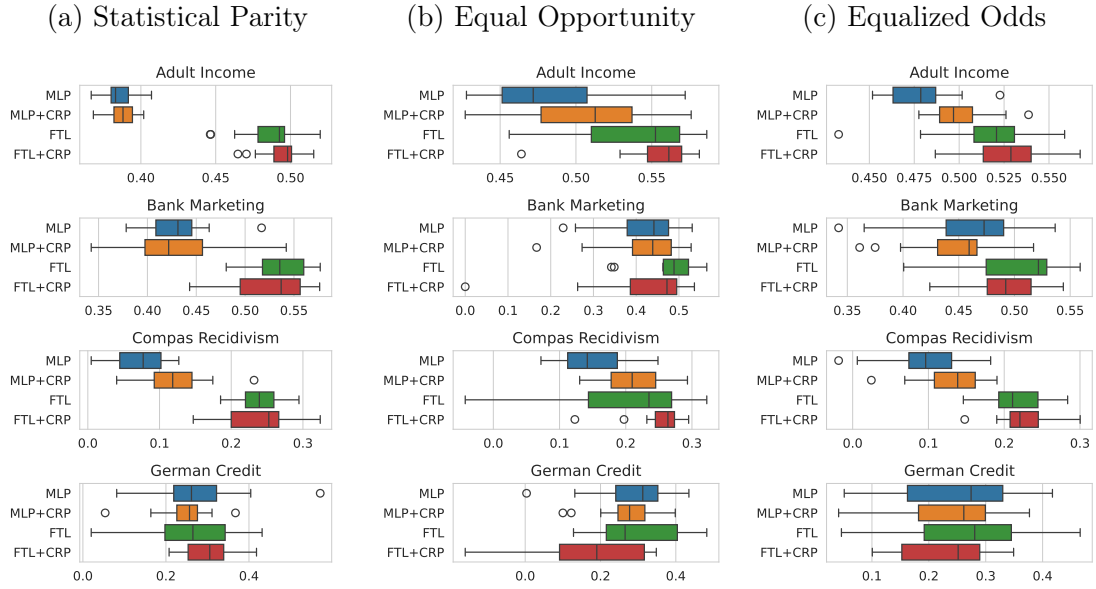 (a) Statistical Parity
(b) Equal Opportunity
(c) Equalized Odds
Adult Income
MLP
MLP+CRP
FTL
FTL+CRP
0.40 0.45 0.50
Adult Income
MLP
MLP+CRP
FTL
FTL+CRP
0.45 0.50 0.55
Adult Income
MLP
MLP+CRP
FTL
FTL+CRP
0.450 0.475 0.500 0.525 0.550
Bank Marketing
MLP
MLP+CRP
FTL
FTL+CRP
0.35 0.40 0.45 0.50 0.55
Bank Marketing
MLP
MLP+CRP
FTL
FTL+CRP
0.0 0.1 0.2 0.3 0.4 0.5
Bank Marketing
MLP
MLP+CRP
FTL
FTL+CRP
0.35 0.40 0.45 0.50 0.55
Compas Recidivism
MLP
MLP+CRP
FTL
FTL+CRP
0.0 0.1 0.2 0.3
Compas Recidivism
MLP
MLP+CRP
FTL
FTL+CRP
0.0 0.1 0.2 0.3
Compas Recidivism
MLP
MLP+CRP
FTL
FTL+CRP
0.0 0.1 0.2 0.3
German Credit
MLP
MLP+CRP
FTL
FTL+CRP
0.0 0.2 0.4
German Credit
MLP
MLP+CRP
FTL
FTL+CRP
0.0 0.2 0.4
German Credit
MLP
MLP+CRP
FTL
FTL+CRP
0.1 0.2 0.3 0.4